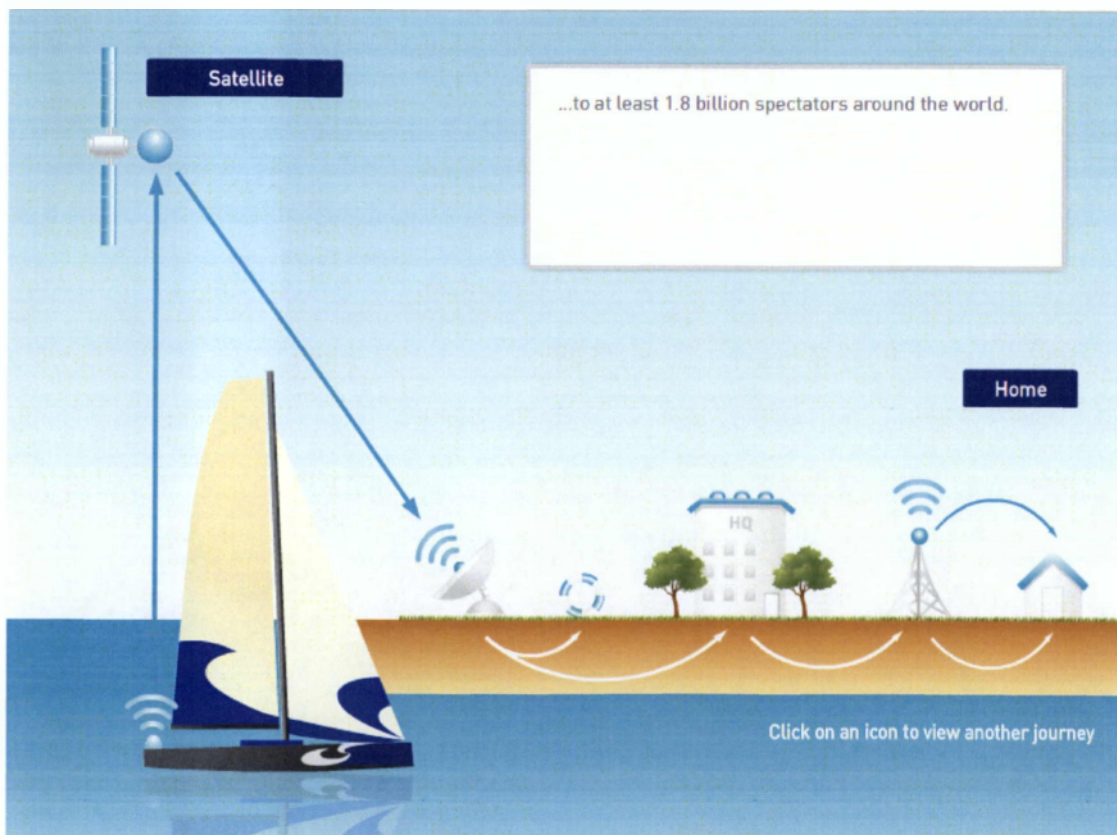 Satellite
...to at least 1.8 billion spectators around the world.
Home
HQ
Click on an icon to view another journey